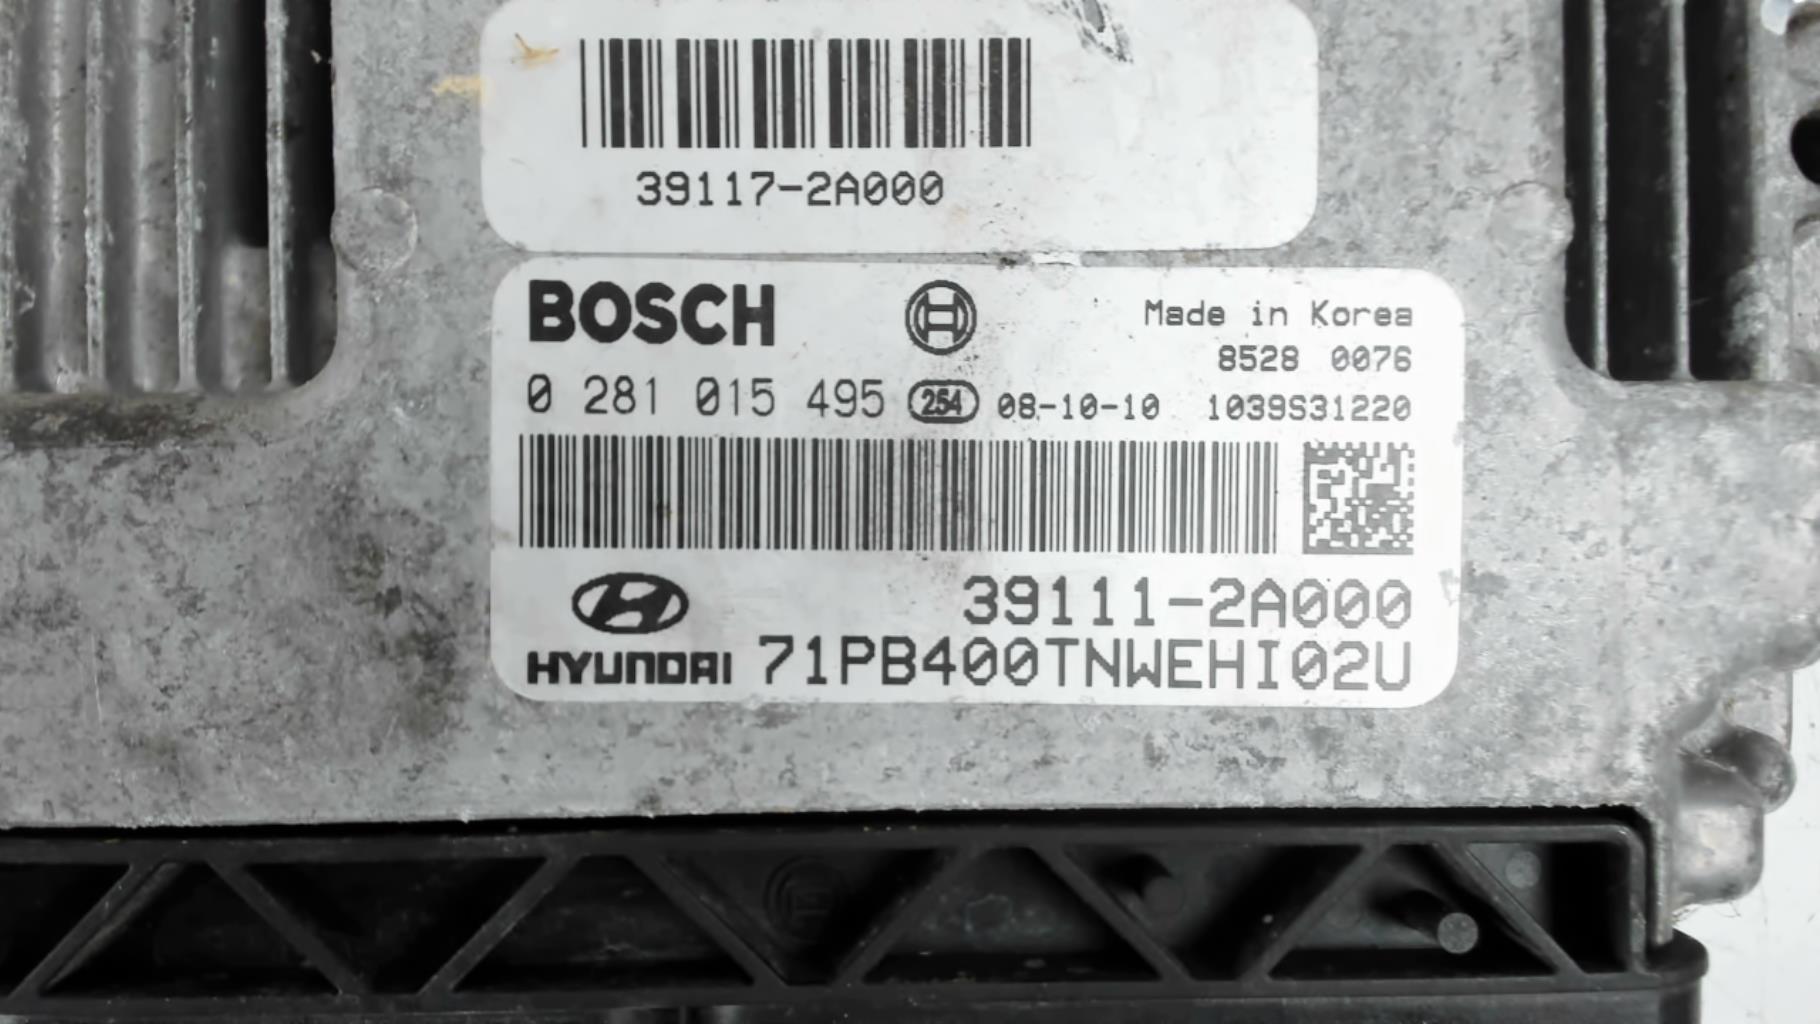 39117-2A000
BOSCH
Made in Korea
8528 0076
0 281 015 495 254 08-10-10 1039S31220
39111-2A000
HYUNDAI 71PB400TNWEHI02U